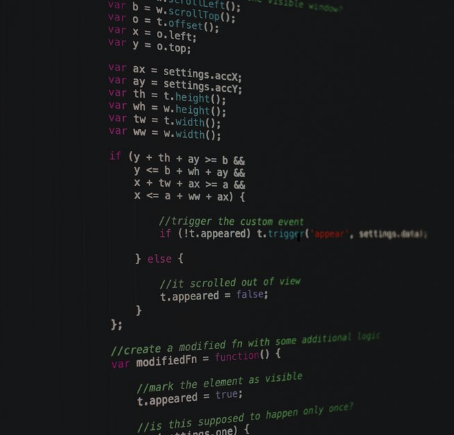 .scrollLeft();
the visible window?
var b = w.scrollTop();
var o = t.offset();
var x = o.left;
var y = o.top;
var ax = settings.accX;
var ay = settings.accY;
var th = t.height();
var wh = w.height();
var tw = t.width();
var ww = w.width();
if (y + th + ay >= b &&
y <= b + wh + ay &&
x + tw + ax >= a &&
x <= a + ww + ax) {
//trigger the custom event
if (!t.appeared) t.trigger('appear', settings.data);
} else {
//it scrolled out of view
t.appeared = false;
}
};
//create a modified fn with some additional logic
var modifiedFn = function() {
//mark the element as visible
t.appeared = true;
//is this supposed to happen only once?
(settings.one) {